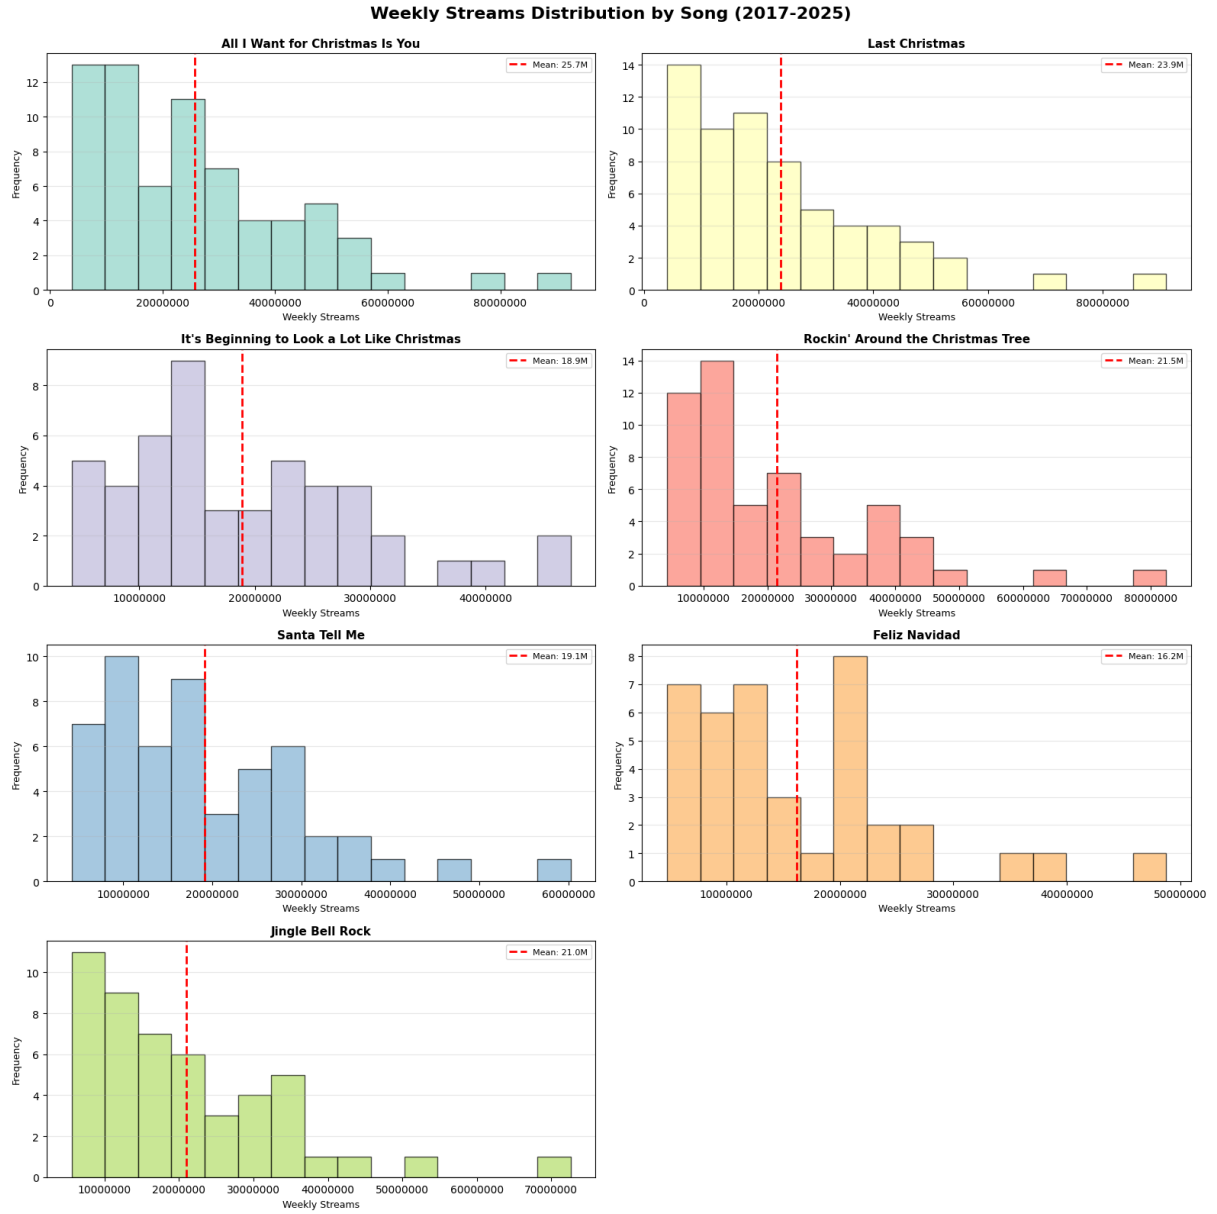 Weekly Streams Distribution by Song (2017-2025)
All I Want for Christmas Is You
Mean: 25.7M
Frequency
12
10
8
6
4
2
0
0 20000000 40000000 60000000 80000000
Weekly Streams
Last Christmas
Mean: 23.9M
Frequency
14
12
10
8
6
4
2
0
0 20000000 40000000 60000000 80000000
Weekly Streams
It's Beginning to Look a Lot Like Christmas
Mean: 18.9M
Frequency
8
6
4
2
0
10000000 20000000 30000000 40000000
Weekly Streams
Rockin' Around the Christmas Tree
Mean: 21.5M
Frequency
14
12
10
8
6
4
2
0
10000000 20000000 30000000 40000000 50000000 60000000 70000000 80000000
Weekly Streams
Santa Tell Me
Mean: 19.1M
Frequency
10
8
6
4
2
0
10000000 20000000 30000000 40000000 50000000 60000000
Weekly Streams
Feliz Navidad
Mean: 16.2M
Frequency
8
7
6
5
4
3
2
1
0
10000000 20000000 30000000 40000000 50000000
Weekly Streams
Jingle Bell Rock
Mean: 21.0M
Frequency
10
8
6
4
2
0
10000000 20000000 30000000 40000000 50000000 60000000 70000000
Weekly Streams